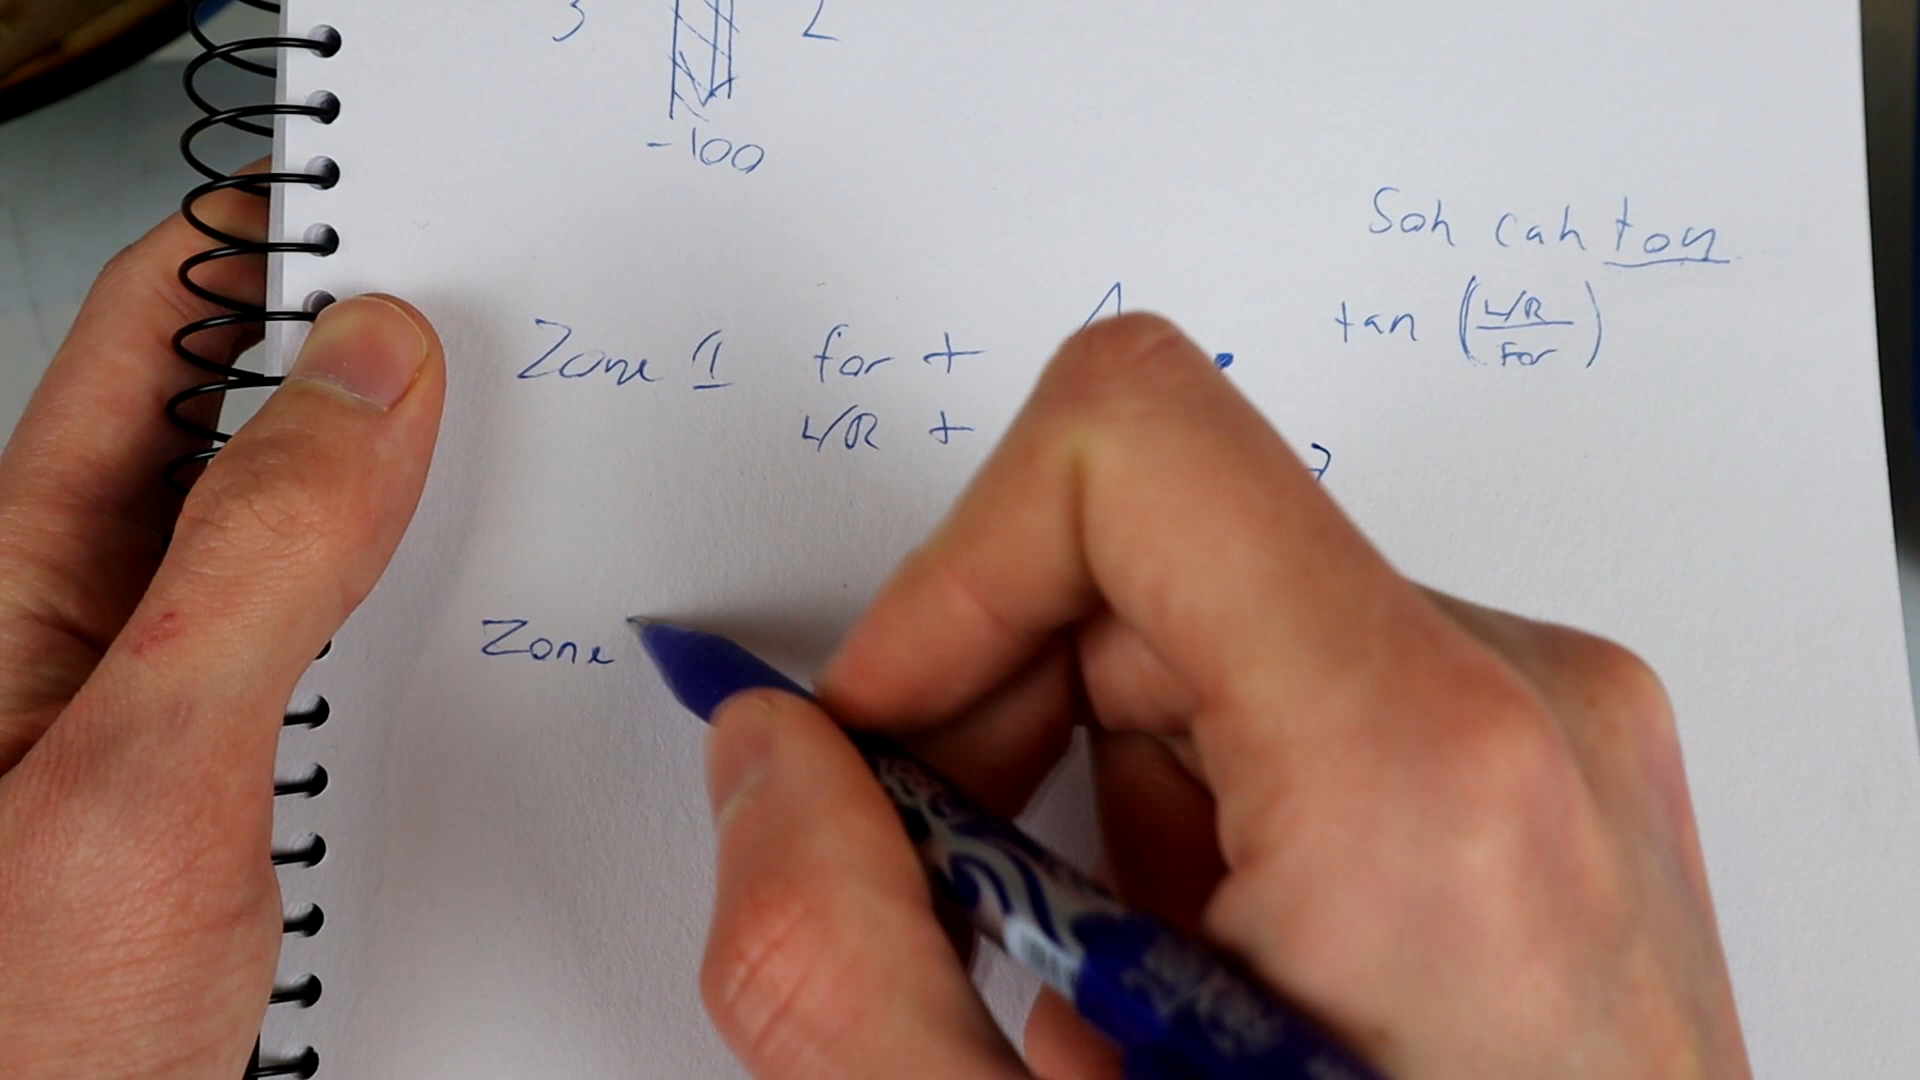 3 2
-100
Soh cah toa
tan (L/R / For)
Zone 1 for +
L/R +
Zone